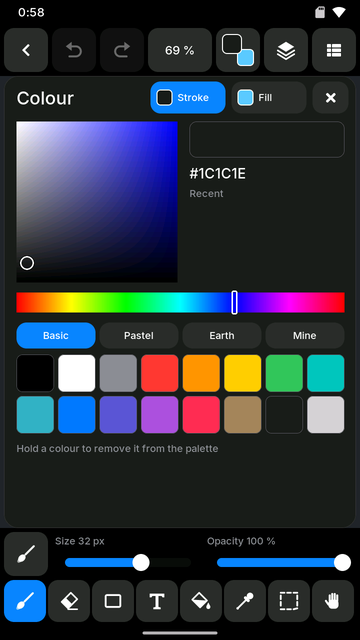 0:58
69 %
Colour
Stroke
Fill
#1C1C1E
Recent
Basic
Pastel
Earth
Mine
Hold a colour to remove it from the palette
Size 32 px
Opacity 100 %
T